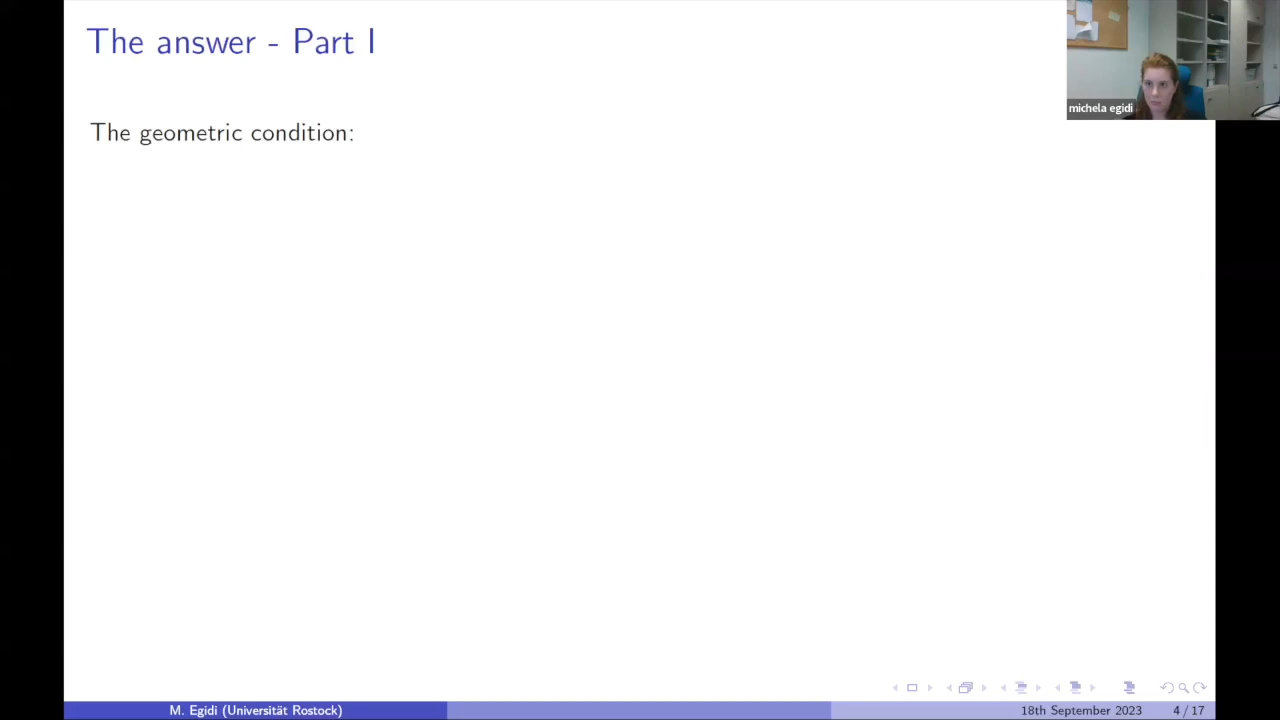 The answer - Part I
michela egidi
The geometric condition:
M. Egidi (Universität Rostock)
18th September 2023
4 / 17